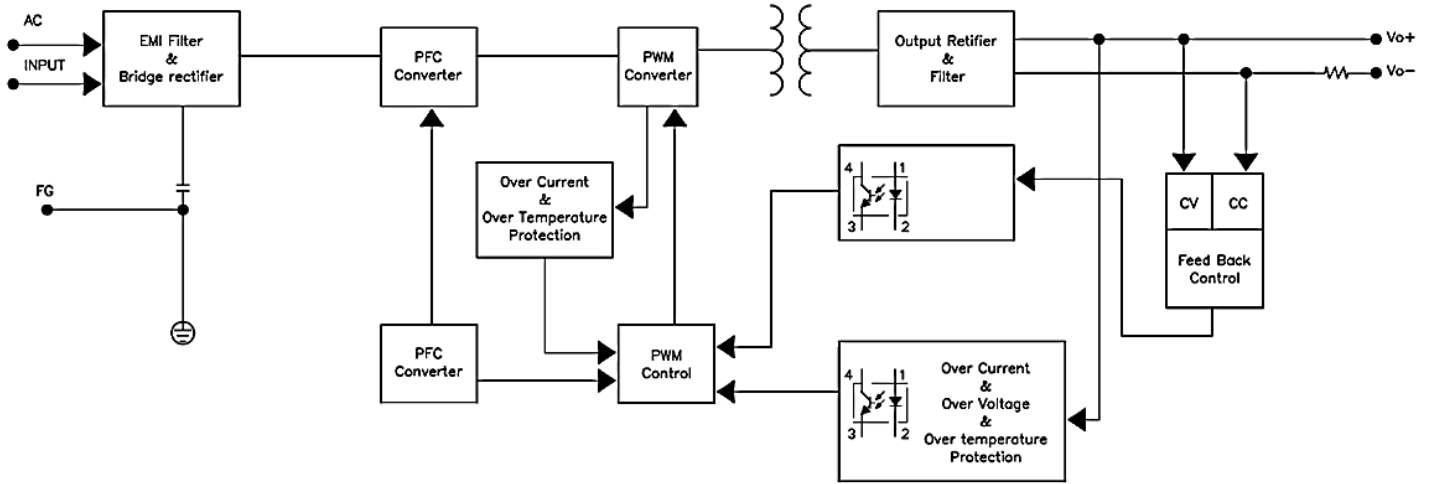 AC
INPUT
EMI Filter
&
Bridge rectifier
PFC
Converter
PWM
Converter
Output Retifier
&
Filter
Vo+
Vo-
FG
Over Current
&
Over Temperature
Protection
4 1
3 2
CV CC
Feed Back
Control
PFC
Converter
PWM
Control
4 1
3 2
Over Current
&
Over Voltage
&
Over temperature
Protection